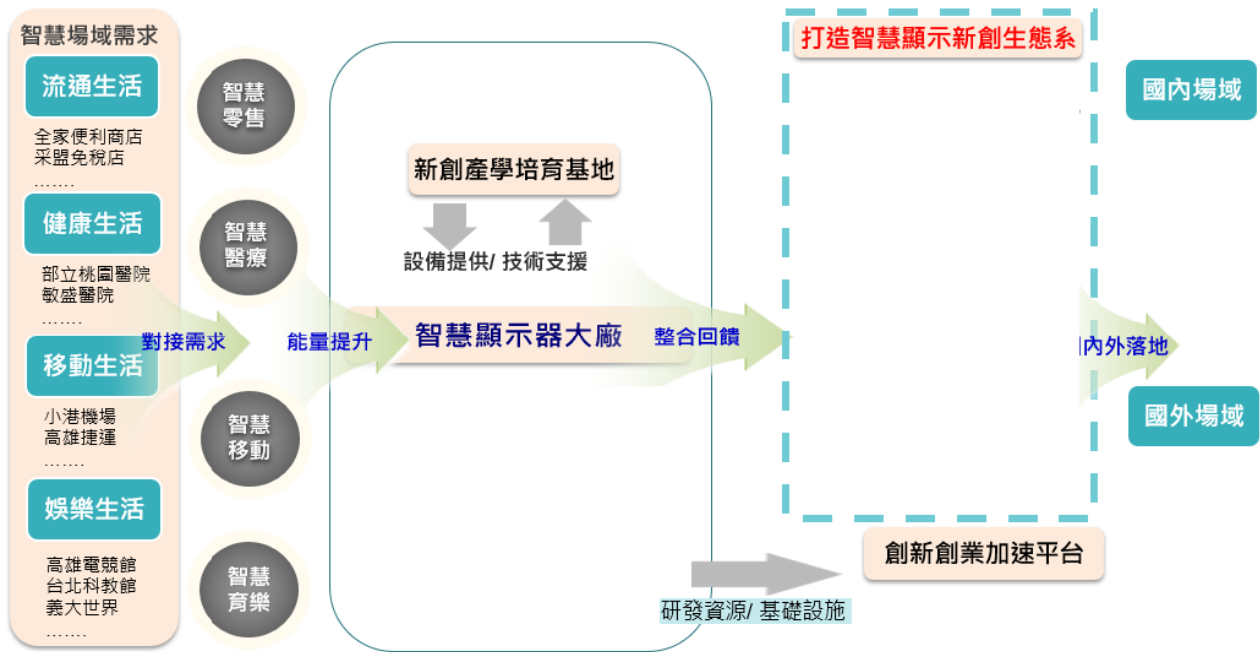 智慧場域需求
流通生活
全家便利商店
采盟免稅店
.......
健康生活
部立桃園醫院
敏盛醫院
.......
移動生活
小港機場
高雄捷運
.......
娛樂生活
高雄電競館
台北科教館
義大世界
.......
對接需求
智慧
零售
智慧
醫療
智慧
移動
智慧
育樂
能量提升
新創產學培育基地
設備提供/ 技術支援
智慧顯示器大廠
整合回饋
研發資源/ 基礎設施
打造智慧顯示新創生態系
創新創業加速平台
內外落地
國內場域
國外場域